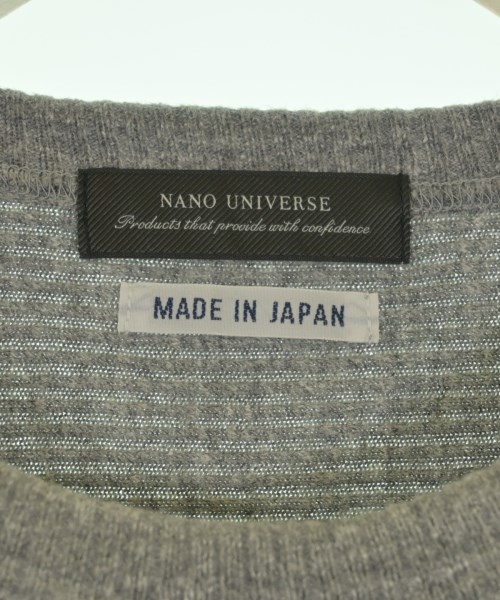 NANO UNIVERSE
Products that provide with confidence
MADE IN JAPAN